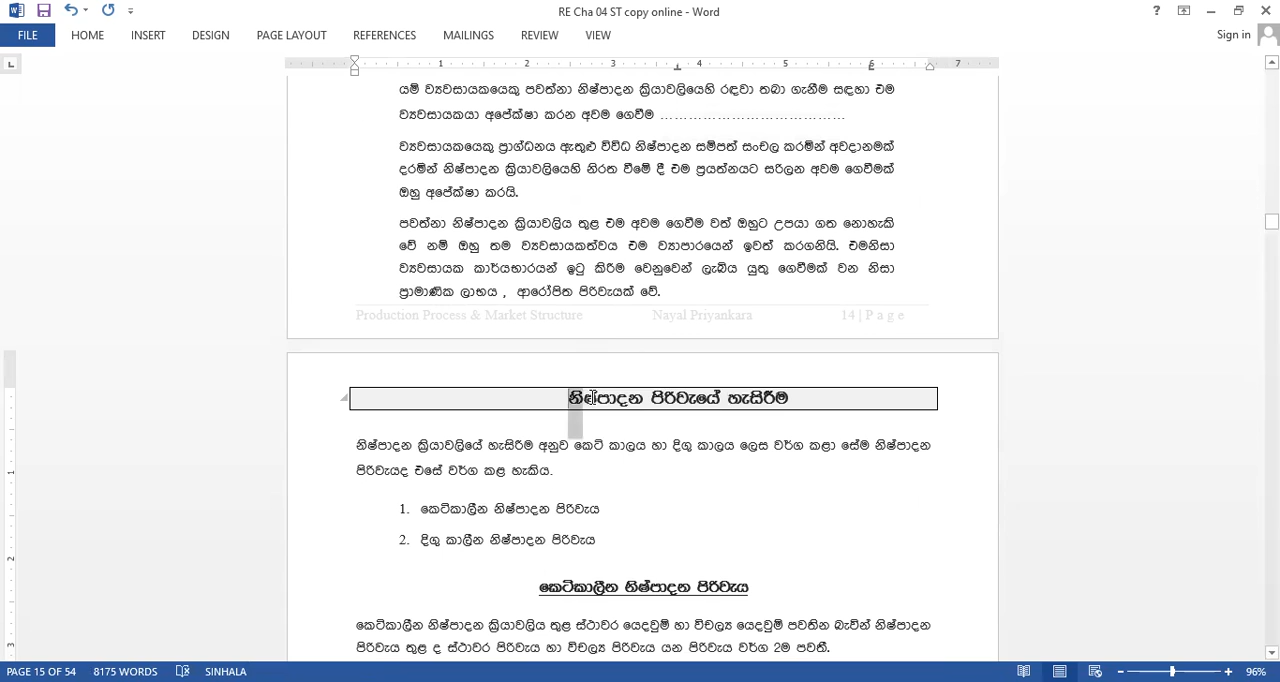 RE Cha 04 ST copy online - Word
FILE HOME INSERT DESIGN PAGE LAYOUT REFERENCES MAILINGS REVIEW VIEW Sign in
1 2 3 4 5 6 7
යම් ව්‍යවසායකයෙකු පවත්නා නිෂ්පාදන ක්‍රියාවලියෙහි රඳවා තබා ගැනීම සඳහා එම
ව්‍යවසායකයා අපේක්ෂා කරන අවම ගෙවීම …………………………………
ව්‍යවසායකයෙකු ප්‍රාග්ධනය ඇතුළු විවිධ නිෂ්පාදන සම්පත් සංචල කරමින් අවදානමක්
දරමින් නිෂ්පාදන ක්‍රියාවලියෙහි නිරත වීමේ දී එම ප්‍රයත්නයට සරිලන අවම ගෙවීමක්
ඔහු අපේක්ෂා කරයි.
පවත්නා නිෂ්පාදන ක්‍රියාවලිය තුළ එම අවම ගෙවීම වත් ඔහුට උපයා ගත නොහැකි
වේ නම් ඔහු තම ව්‍යවසායකත්වය එම ව්‍යාපාරයෙන් ඉවත් කරගනියි. එමනිසා
ව්‍යවසායක කාර්යභාරයන් ඉටු කිරීම වෙනුවෙන් ලැබිය යුතු ගෙවීමක් වන නිසා
ප්‍රාමාණික ලාභය , ආරෝපිත පිරිවැයක් වේ.
Production Process & Market Structure Nayal Priyankara 14 | P a g e
නිෂ්පාදන පිරිවැයේ හැසිරීම
නිෂ්පාදන ක්‍රියාවලියේ හැසිරීම අනුව කෙටි කාලය හා දිගු කාලය ලෙස වර්ග කළා සේම නිෂ්පාදන
පිරිවැයද එසේ වර්ග කළ හැකිය.
1. කෙටිකාලීන නිෂ්පාදන පිරිවැය
2. දිගු කාලීන නිෂ්පාදන පිරිවැය
කෙටිකාලීන නිෂ්පාදන පිරිවැය
කෙටිකාලීන නිෂ්පාදන ක්‍රියාවලිය තුළ ස්ථාවර යෙදවුම් හා විචල්‍ය යෙදවුම් පවතින බැවින් නිෂ්පාදන
පිරිවැය තුළ ද ස්ථාවර පිරිවැය හා විචල්‍ය පිරිවැය යන පිරිවැය වර්ග 2ම පවතී.
PAGE 15 OF 54 8175 WORDS SINHALA 96%